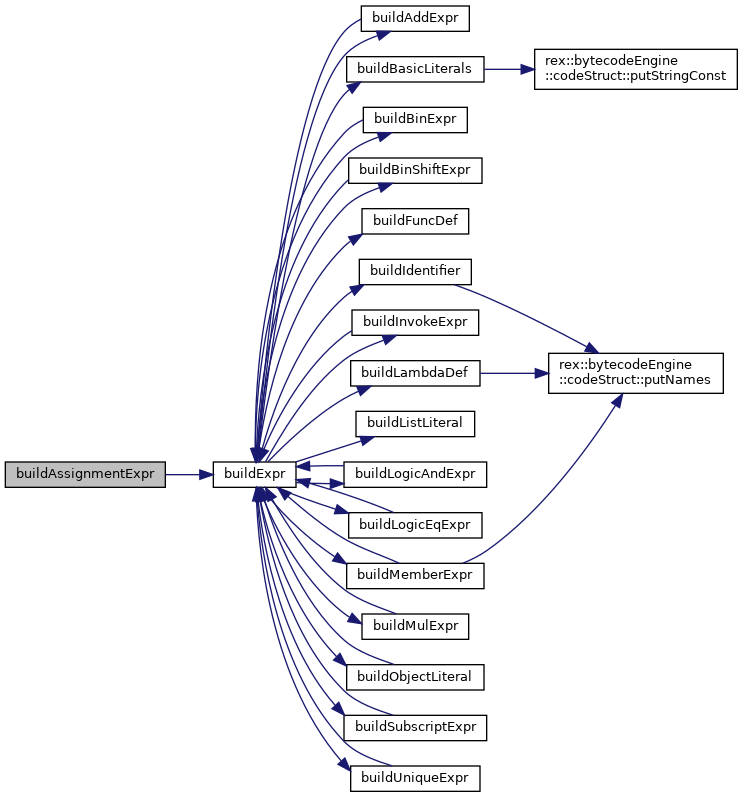 buildAddExpr
buildBasicLiterals
rex::bytecodeEngine
::codeStruct::putStringConst
buildBinExpr
buildBinShiftExpr
buildFuncDef
buildIdentifier
buildInvokeExpr
rex::bytecodeEngine
::codeStruct::putNames
buildLambdaDef
buildListLiteral
buildAssignmentExpr
buildExpr
buildLogicAndExpr
buildLogicEqExpr
buildMemberExpr
buildMulExpr
buildObjectLiteral
buildSubscriptExpr
buildUniqueExpr